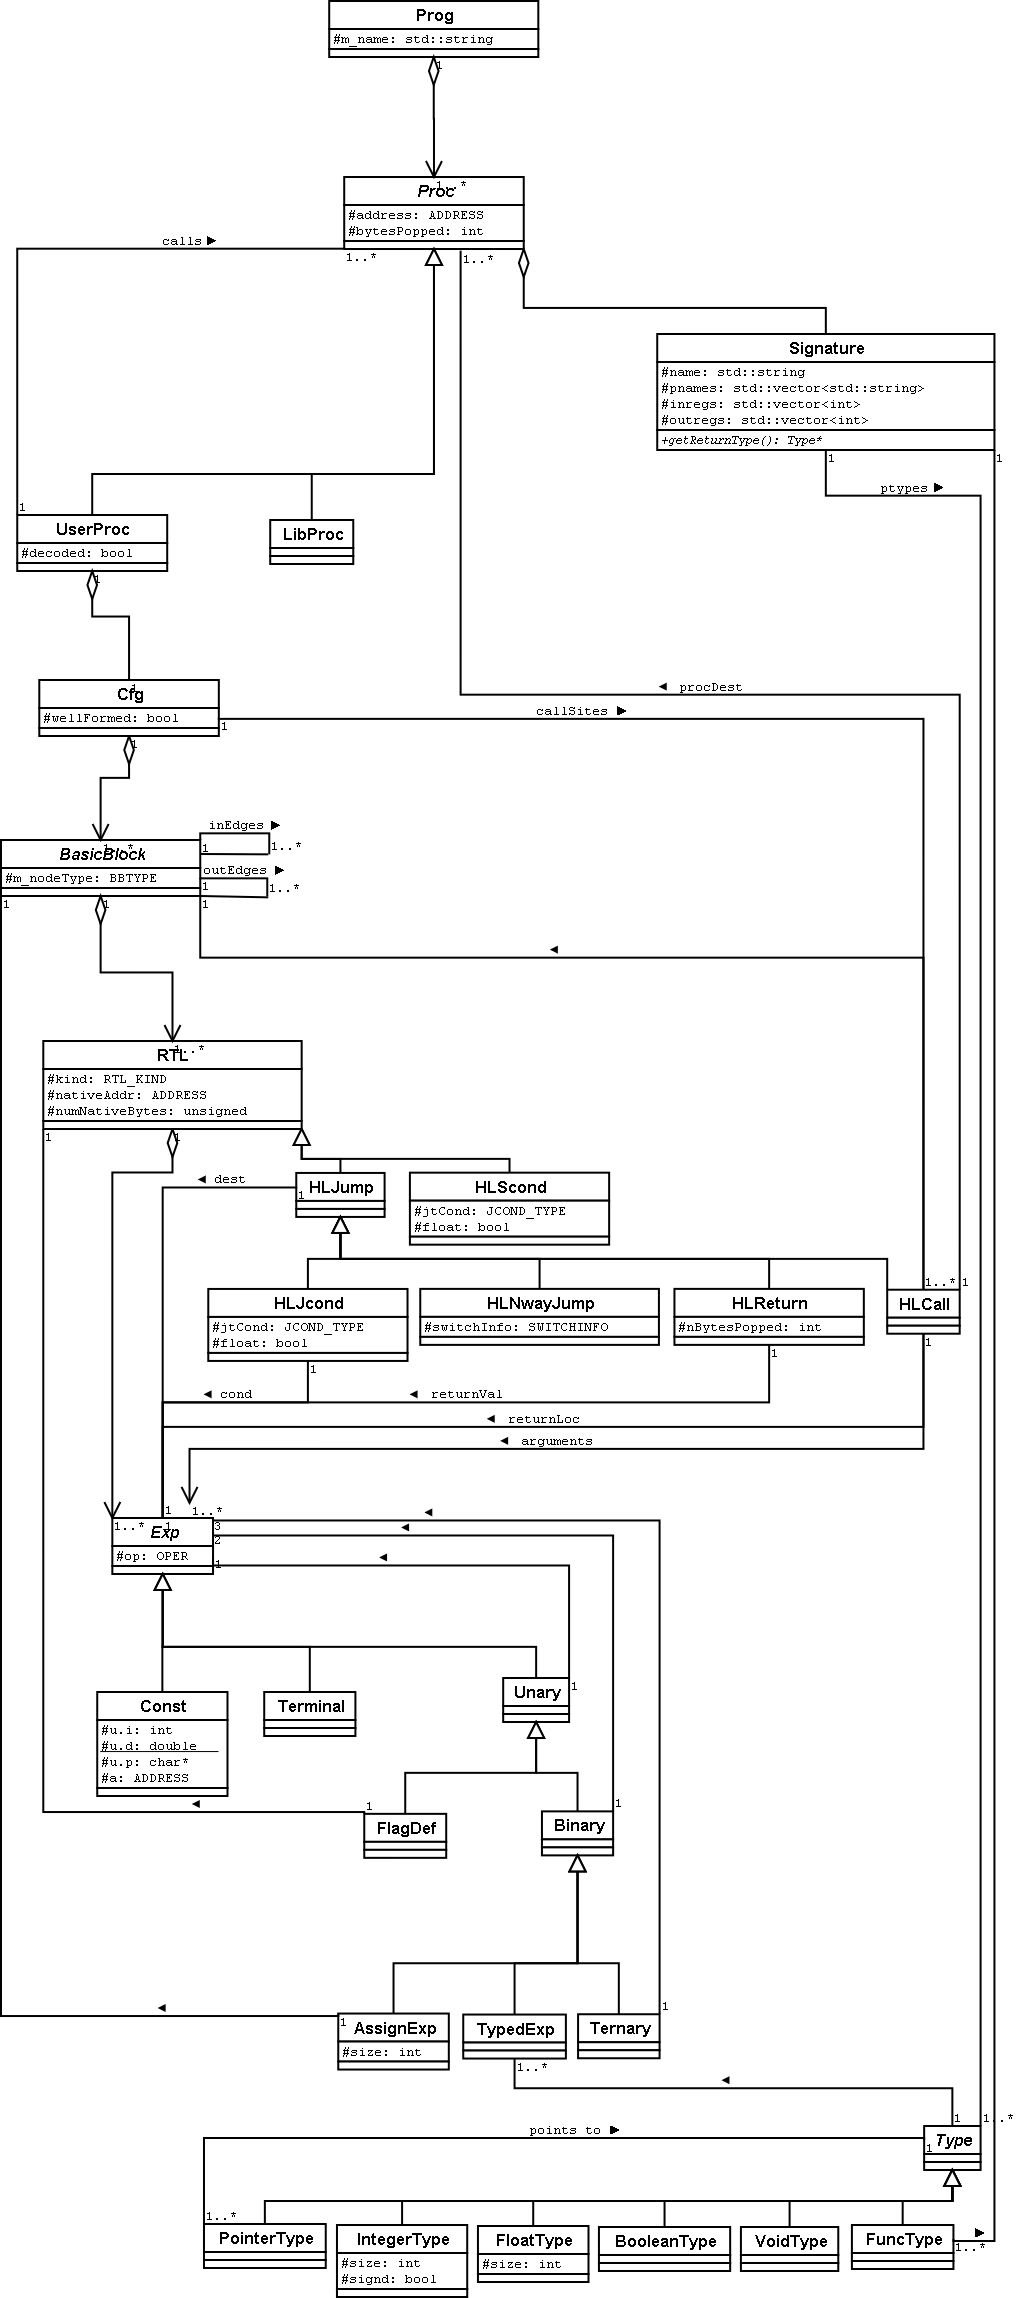 Prog
#m_name: std::string
1
1..*
Proc
#address: ADDRESS
#bytesPopped: int
calls ▶
1..*
1..*
Signature
#name: std::string
#pnames: std::vector<std::string>
#inregs: std::vector<int>
#outregs: std::vector<int>
+getReturnType(): Type*
1
1
ptypes ▶
1
UserProc
#decoded: bool
LibProc
1
1
Cfg
#wellFormed: bool
◀ procDest
callSites ▶
1
1
inEdges ▶
1..*
BasicBlock
1
1..*
outEdges ▶
#m_nodeType: BBTYPE
1
1..*
1
1
1
◀
1..*
RTL
#kind: RTL_KIND
#nativeAddr: ADDRESS
#numNativeBytes: unsigned
1
1
◀ dest
1
HLJump
HLScond
#jtCond: JCOND_TYPE
#float: bool
1..*
1
HLJcond
#jtCond: JCOND_TYPE
#float: bool
HLNwayJump
#switchInfo: SWITCHINFO
HLReturn
#nBytesPopped: int
HLCall
1
1
1
◀ cond
◀ returnVal
◀ returnLoc
◀ arguments
1
1..*
◀
1..*
1
3
◀
Exp
2
#op: OPER
1
◀
Unary
1
Const
#u.i: int
#u.d: double
#u.p: char*
#a: ADDRESS
Terminal
◀
1
1
FlagDef
Binary
◀
1
1
AssignExp
#size: int
TypedExp
Ternary
1..*
◀
1
1..*
points to ▶
1
Type
1..*
PointerType
IntegerType
#size: int
#signd: bool
FloatType
#size: int
BooleanType
VoidType
FuncType
▶
1..*